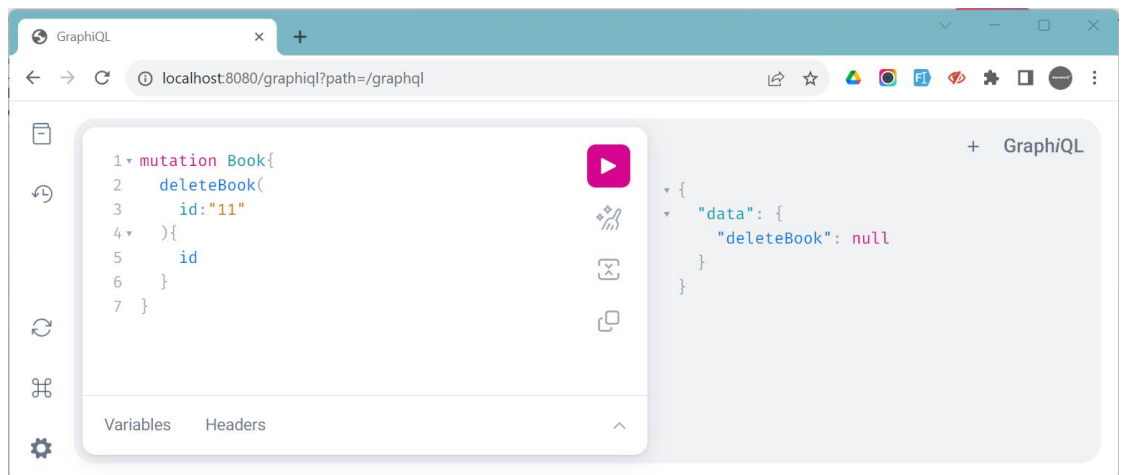 GraphiQL
localhost:8080/graphiql?path=/graphql
GraphiQL
1 mutation Book{
2 deleteBook(
3 id:"11"
4 ){
5 id
6 }
7 }
{
"data": {
"deleteBook": null
}
}
Variables Headers